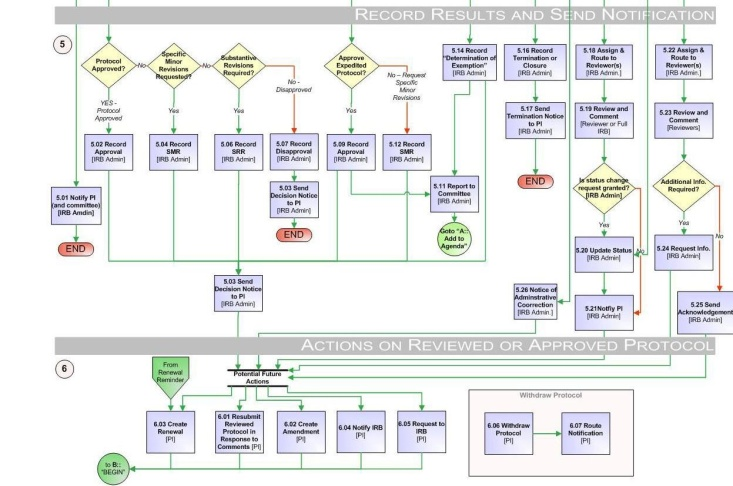 RECORD RESULTS AND SEND NOTIFICATION
5
Protocol
Approved?
No
Specific
Minor
Revisions
Requested?
No
Substantive
Revisions
Required?
No -
Disapproved
YES -
Protocol
Approved
Yes
Yes
Approve
Expedited
Protocol?
No – Request
Specific
Minor
Revisions
Yes
5.14 Record
"Determination of
Exemption"
[IRB Admin]
5.16 Record
Termination or
Closure
[IRB Admin.]
5.18 Assign &
Route to
Reviewer(s)
[IRB Admin.]
5.22 Assign &
Route to
Reviewer(s)
[IRB Admin.]
5.02 Record
Approval
[IRB Admin]
5.04 Record
SMR
[IRB Admin]
5.06 Record
SRR
[IRB Admin]
5.07 Record
Disapproval
[IRB Admin]
5.09 Record
Approval
[IRB Admin]
5.12 Record
SMR
[IRB Admin]
5.17 Send
Termination Notice
to PI
[IRB Admin]
5.19 Review and
Comment
[Reviewer or Full
IRB]
5.23 Review and
Comment
[Reviewers]
5.01 Notify PI
(and committee)
[IRB Amdin]
END
5.03 Send
Decision Notice
to PI
[IRB Admin]
END
5.11 Report to
Committee
[IRB Admin]
Goto "A::
Add to
Agenda"
END
Is status change
request granted?
[IRB Admin]
Yes
No
Additional Info.
Required?
Yes
No
5.20 Update Status
[IRB Admin]
5.24 Request Info.
[IRB Admin]
5.03 Send
Decision Notice
to PI
[IRB Admin]
5.26 Notice of
Adminstrative
Coorrection
[IRB Admin.]
5.21Notfiy PI
[IRB Admin]
5.25 Send
Acknowledgement
[IRB Admin]
ACTIONS ON REVIEWED OR APPROVED PROTOCOL
6
From
Renewal
Reminder
Potential Future
Actions
Withdraw Protocol
6.03 Create
Renewal
[PI]
6.01 Resubmit
Reviewed
Protocol in
Response to
Comments [PI]
6.02 Create
Amendment
[PI]
6.04 Notify IRB
[PI]
6.05 Request to
IRB
[PI]
6.06 Withdraw
Protocol
[PI]
6.07 Route
Notification
[PI]
to B::
"BEGIN"